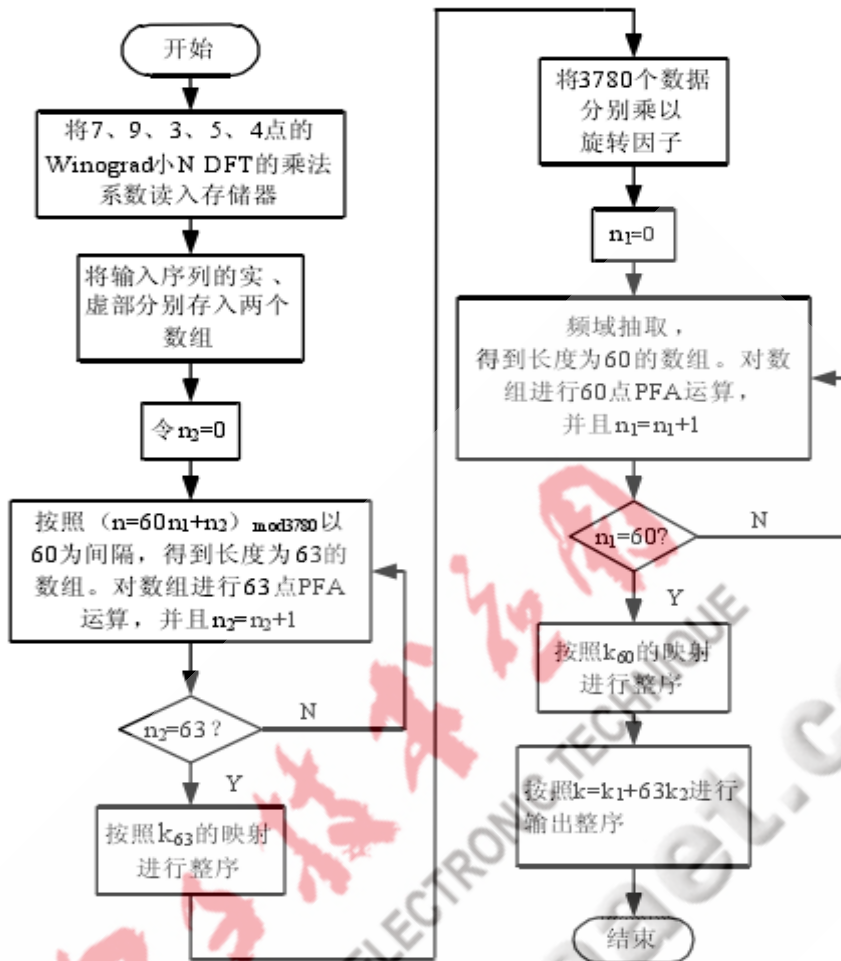 开始
将7、9、3、5、4点的
Winograd小N DFT的乘法
系数读入存储器
将输入序列的实、
虚部分别存入两个
数组
令n₂=0
按照（n=60n₁+n₂）mod3780以
60为间隔，得到长度为63的
数组。对数组进行63点PFA
运算，并且n₂=n₂+1
n₂=63？
N
Y
按照k₆₃的映射
进行整序
将3780个数据
分别乘以
旋转因子
n₁=0
频域抽取，
得到长度为60的数组。对数
组进行60点PFA运算，
并且n₁=n₁+1
n₁=60?
N
Y
按照k₆₀的映射
进行整序
按照k=k₁+63k₂进行
输出整序
结束
ELECTRONIC TECHNIQUE